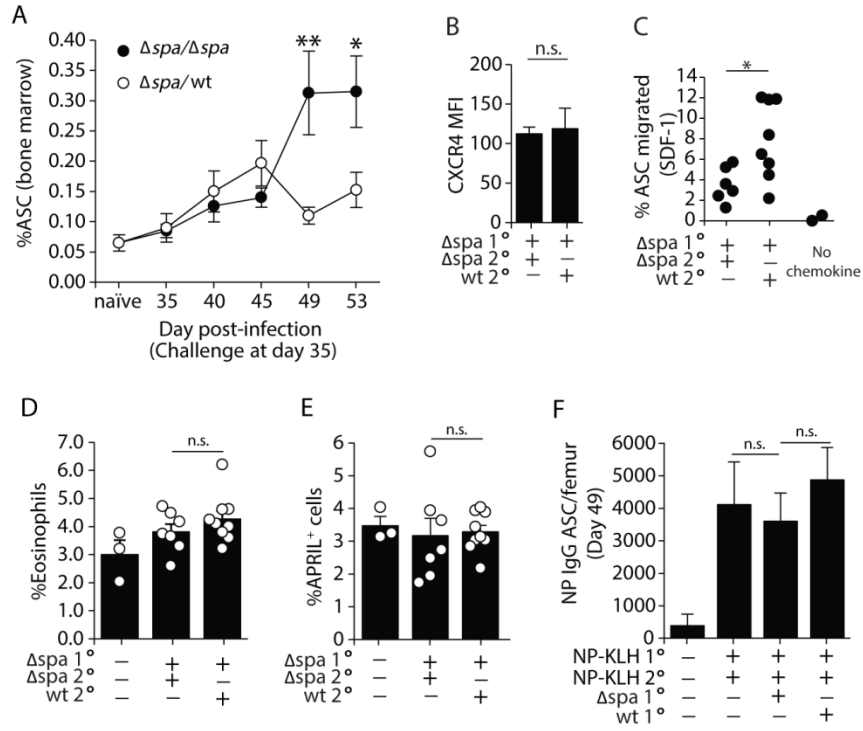 A
Δspa/Δspa
Δspa/wt
**
*
%ASC (bone marrow)
0.40
0.35
0.30
0.25
0.20
0.15
0.10
0.05
0.00
naïve 35 40 45 49 53
Day post-infection
(Challenge at day 35)
B
n.s.
CXCR4 MFI
200
150
100
50
0
Δspa 1° + +
Δspa 2° + −
wt 2° − +
C
*
% ASC migrated
(SDF-1)
14
12
10
8
6
4
2
0
Δspa 1° + +
Δspa 2° + −
wt 2° − +
No
chemokine
D
n.s.
%Eosinophils
7.0
6.0
5.0
4.0
3.0
2.0
1.0
0.0
Δspa 1° − + +
Δspa 2° − + −
wt 2° − − +
E
n.s.
%APRIL⁺ cells
6
5
4
3
2
1
0
Δspa 1° − + +
Δspa 2° − + −
wt 2° − − +
F
n.s.
n.s.
NP IgG ASC/femur
(Day 49)
6000
5000
4000
3000
2000
1000
0
NP-KLH 1° − + + +
NP-KLH 2° − + + +
Δspa 1° − − + −
wt 1° − − − +